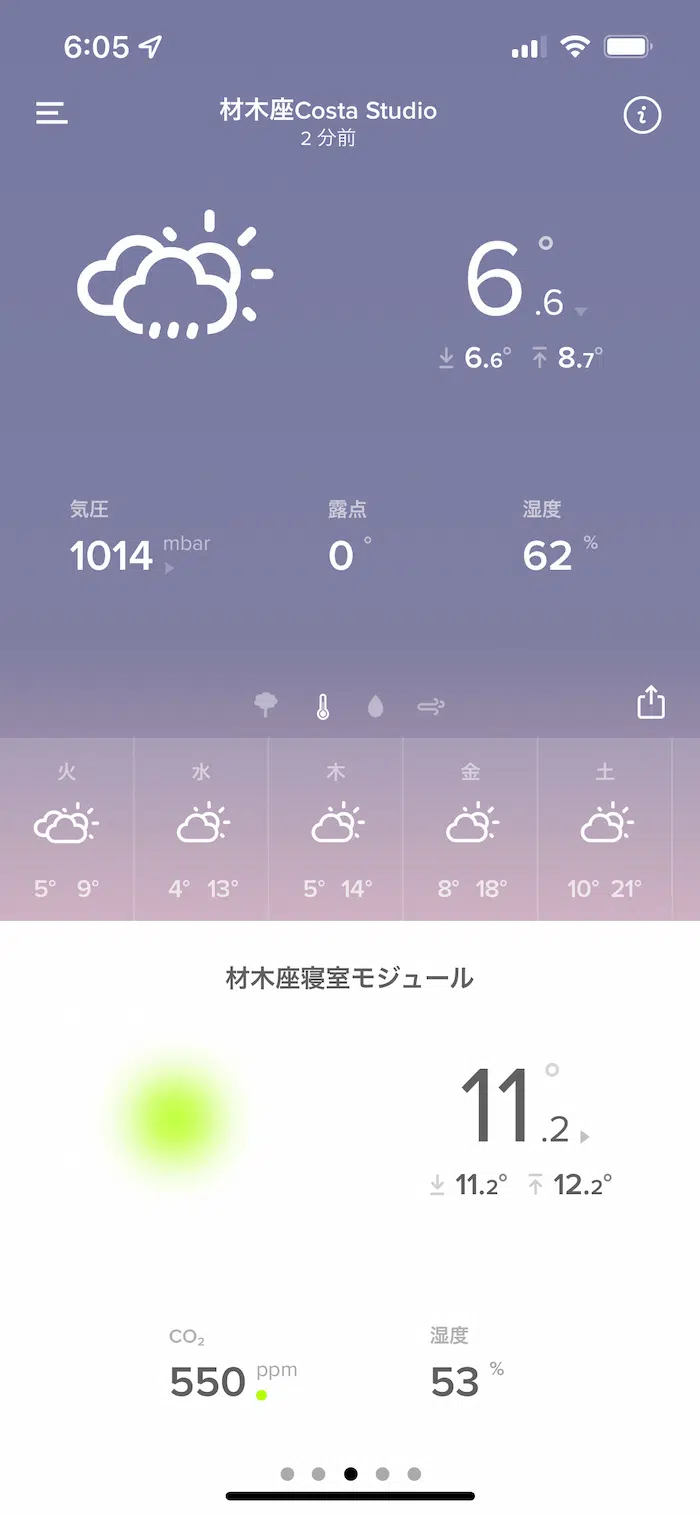 6:05
材木座Costa Studio
2 分前
6.6°
6.6° 8.7°
気圧 露点 湿度
1014 mbar 0° 62 %
火 水 木 金 土
5° 9° 4° 13° 5° 14° 8° 18° 10° 21°
材木座寝室モジュール
11.2°
11.2° 12.2°
CO₂ 湿度
550 ppm 53 %